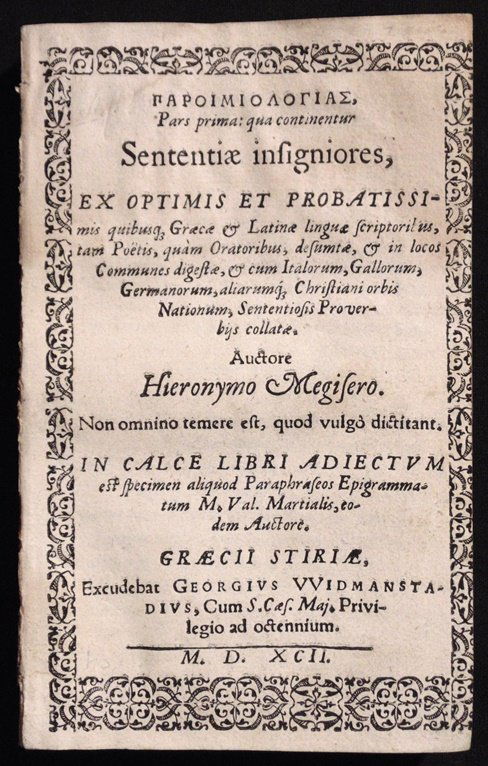 ΠΑΡΟΙΜΙΟΛΟΓΙΑΣ,
Pars prima: qua continentur
Sententiæ insigniores,
EX OPTIMIS ET PROBATISSI-
mis quibusq; Græcæ & Latinæ linguæ scriptoribus,
tam Poëtis, quàm Oratoribus, desumtæ, & in locos
Communes digestæ, & cum Italorum, Gallorum,
Germanorum, aliarumq́; Christiani orbis
Nationum, Sententiosis Prover-
bijs collatæ.
Auctore
Hieronymo Megisero.
Non omnino temere est, quod vulgò dictitant.
IN CALCE LIBRI ADIECTVM
est specimen aliquod Paraphraseos Epigramma-
tum M. Val. Martialis, eo-
dem Auctore.
GRÆCII STIRIÆ,
Excudebat GEORGIVS VVIDMANSTA-
DIVS, Cum S. Cæs. Maj. Privi-
legio ad octennium.
M. D. XCII.